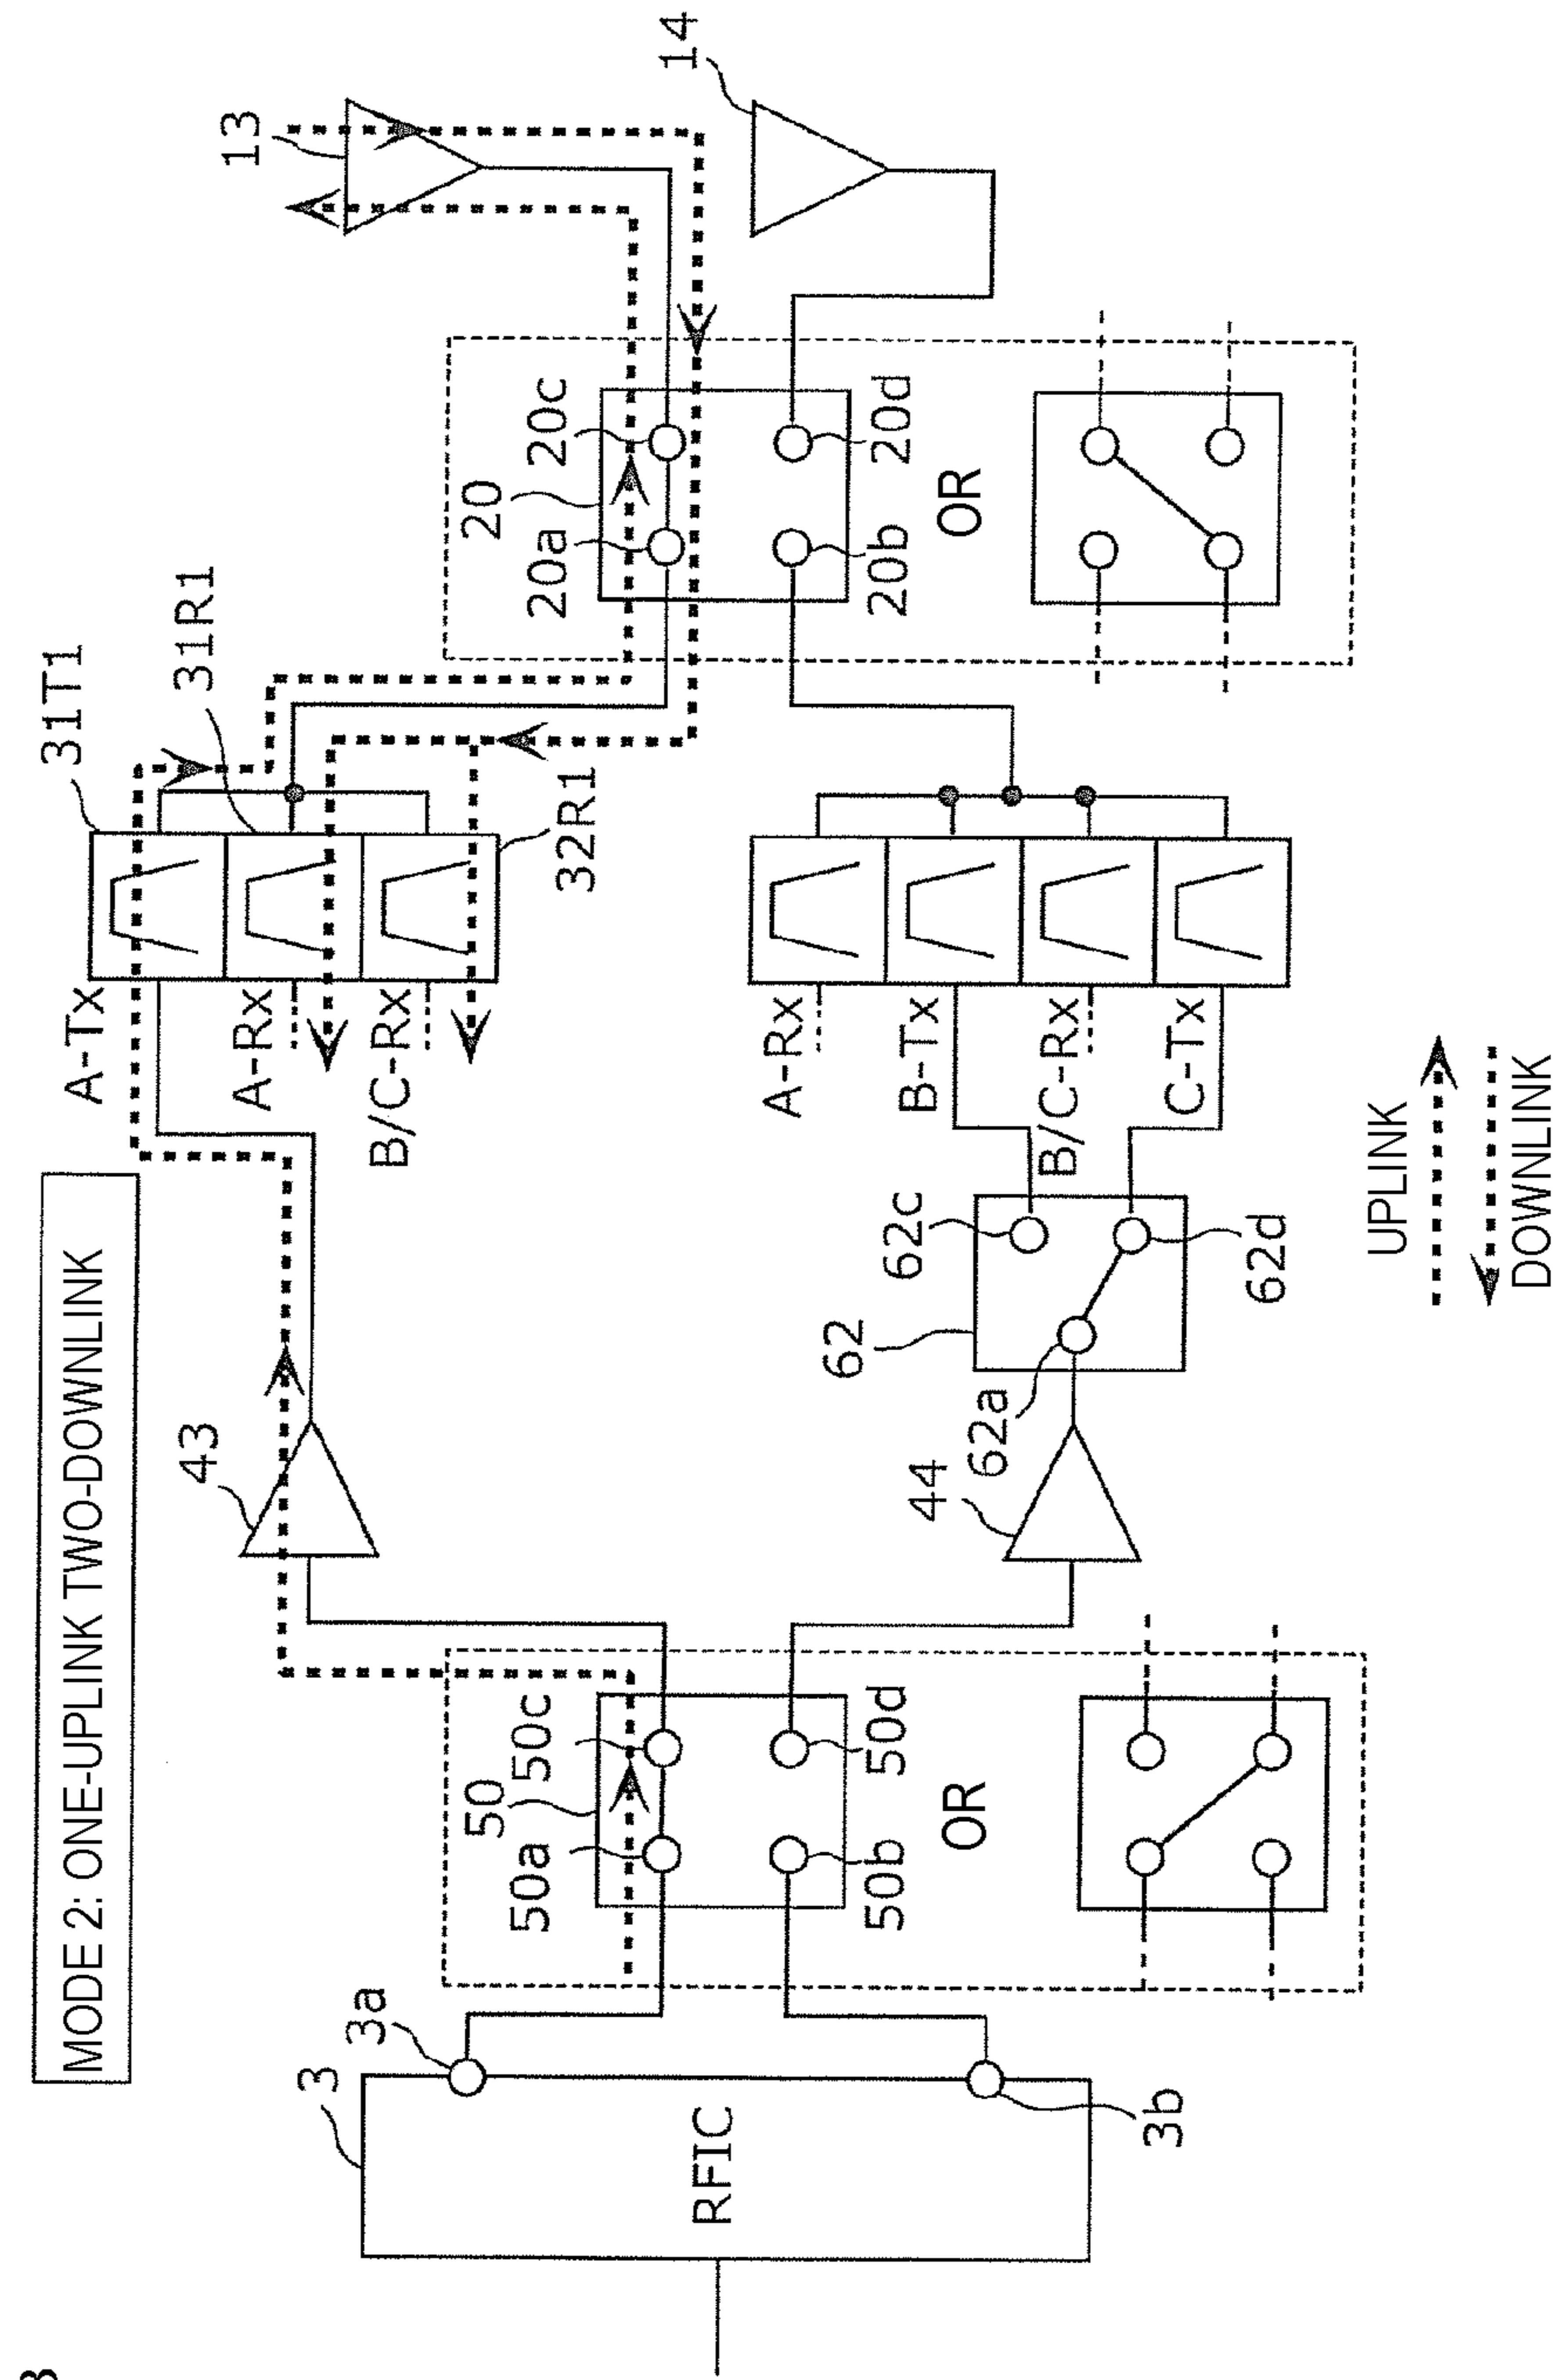 MODE 2: ONE-UPLINK TWO-DOWNLINK
3
3a
RFIC
3b
50
50a
50c
50b
50d
OR
43
44
62
62a
62c
62d
A-Tx
A-Rx
B/C-Rx
31T1
31R1
32R1
A-Rx
B-Tx
B/C-Rx
C-Tx
20
20a
20c
20b
20d
OR
13
14
UPLINK
DOWNLINK